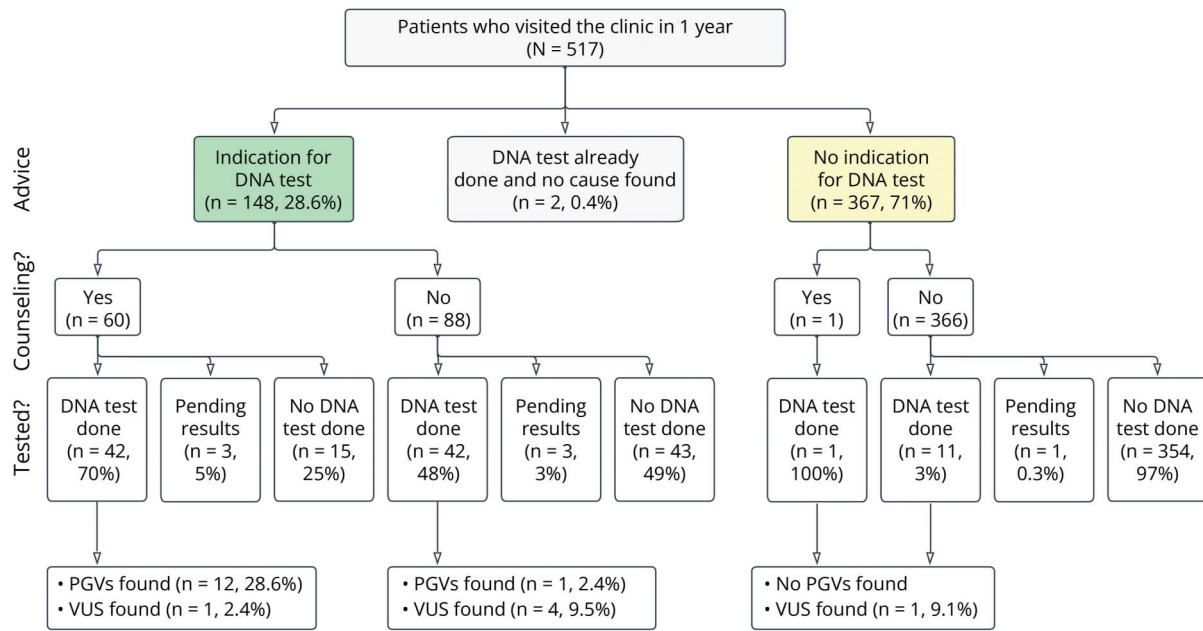 Patients who visited the clinic in 1 year
(N = 517)
Advice
Indication for
DNA test
(n = 148, 28.6%)
DNA test already
done and no cause found
(n = 2, 0.4%)
No indication
for DNA test
(n = 367, 71%)
Counseling?
Yes
(n = 60)
No
(n = 88)
Yes
(n = 1)
No
(n = 366)
Tested?
DNA test
done
(n = 42,
70%)
Pending
results
(n = 3,
5%)
No DNA
test done
(n = 15,
25%)
DNA test
done
(n = 42,
48%)
Pending
results
(n = 3,
3%)
No DNA
test done
(n = 43,
49%)
DNA test
done
(n = 1,
100%)
DNA test
done
(n = 11,
3%)
Pending
results
(n = 1,
0.3%)
No DNA
test done
(n = 354,
97%)
• PGVs found (n = 12, 28.6%)
• VUS found (n = 1, 2.4%)
• PGVs found (n = 1, 2.4%)
• VUS found (n = 4, 9.5%)
• No PGVs found
• VUS found (n = 1, 9.1%)